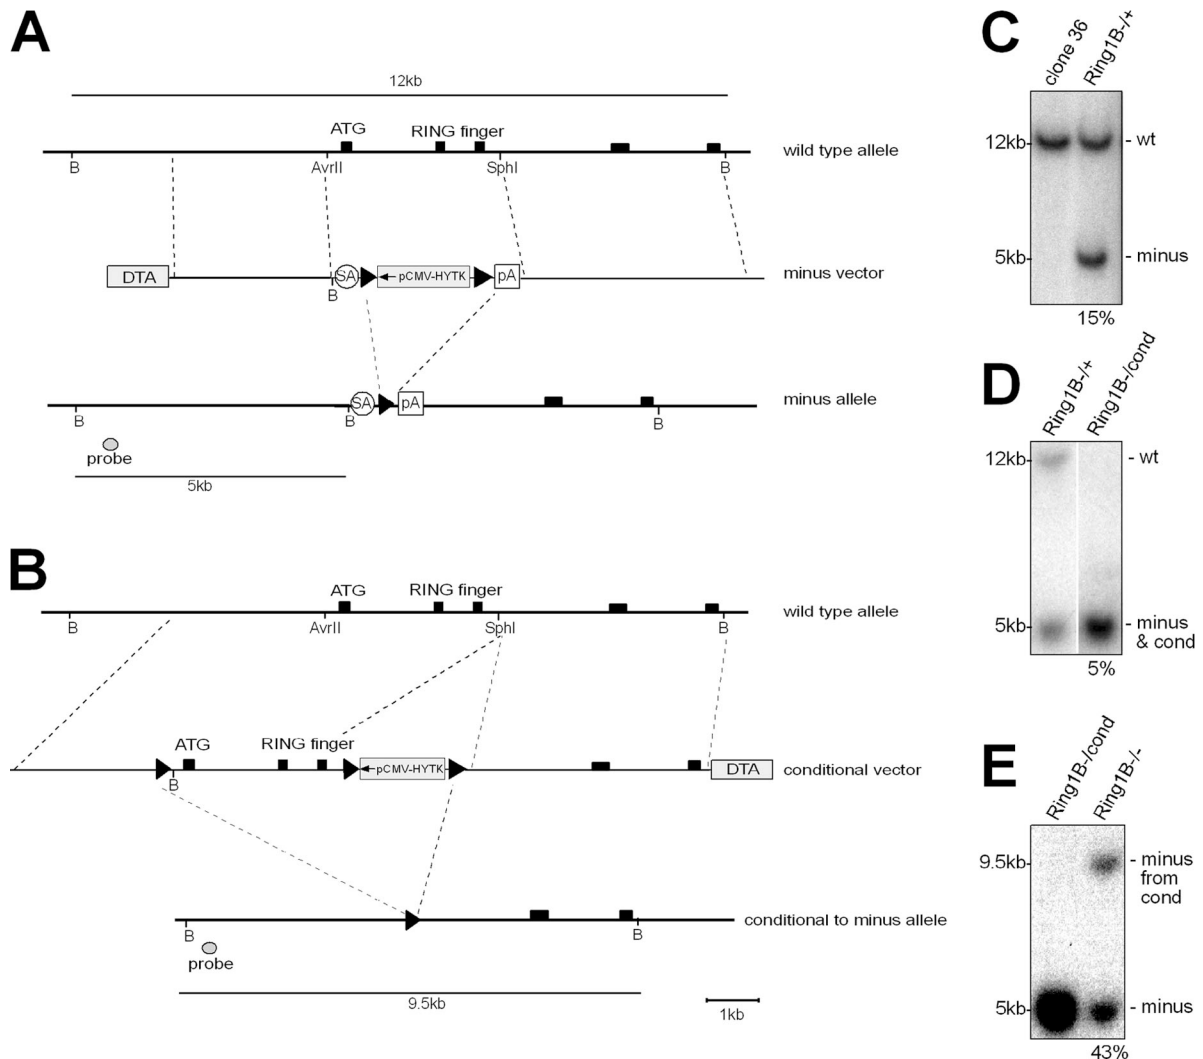 A
12kb
ATG
RING finger
wild type allele
B
AvrII
SphI
B
DTA
SA
pCMV-HYTK
pA
minus vector
B
SA
pA
minus allele
B
B
B
probe
5kb
B
ATG
RING finger
wild type allele
B
AvrII
SphI
B
ATG
RING finger
pCMV-HYTK
DTA
conditional vector
B
conditional to minus allele
B
B
probe
9.5kb
1kb
C
clone 36
Ring1B-/+
12kb-
- wt
5kb-
- minus
15%
D
Ring1B-/+
Ring1B-/cond
12kb-
- wt
5kb-
- minus
& cond
5%
E
Ring1B-/cond
Ring1B-/-
9.5kb-
- minus
from
cond
5kb-
- minus
43%